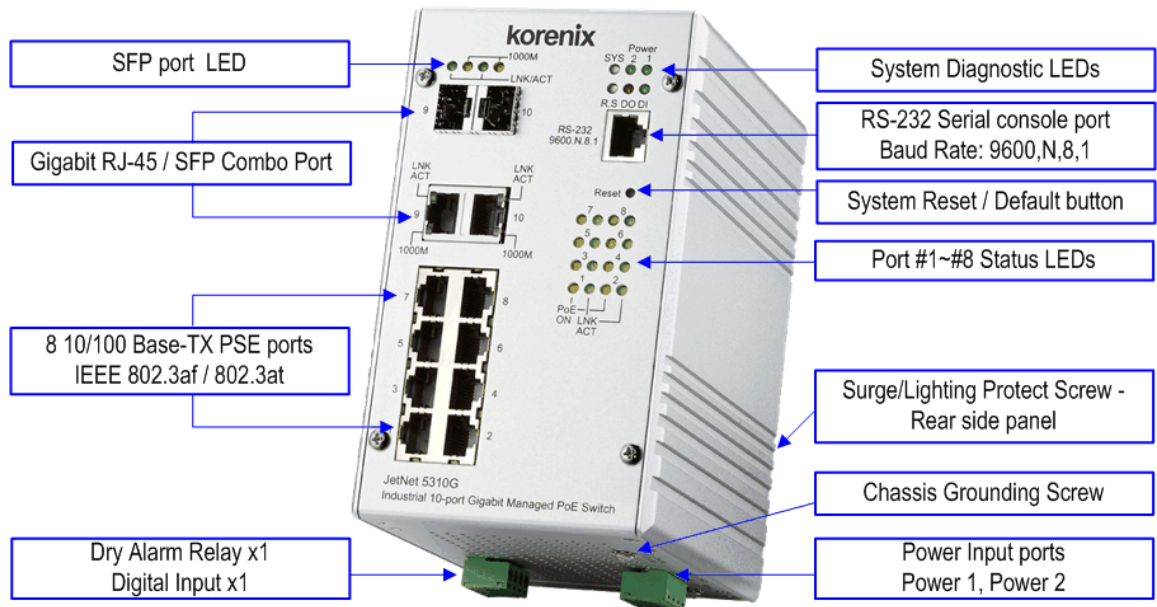 korenix
SFP port LED
1000M
LNK/ACT
9
10
Gigabit RJ-45 / SFP Combo Port
LNK
ACT
LNK
ACT
9
10
1000M
1000M
8 10/100 Base-TX PSE ports
IEEE 802.3af / 802.3at
7
8
5
6
3
4
2
JetNet 5310G
Industrial 10-port Gigabit Managed PoE Switch
Dry Alarm Relay x1
Digital Input x1
Power
SYS 2 1
R.S DO DI
System Diagnostic LEDs
RS-232
9600.N.8.1
RS-232 Serial console port
Baud Rate: 9600,N,8,1
Reset
System Reset / Default button
7 8
5 6
3 4
1 2
PoE
ON
LNK
ACT
Port #1~#8 Status LEDs
Surge/Lighting Protect Screw -
Rear side panel
Chassis Grounding Screw
Power Input ports
Power 1, Power 2